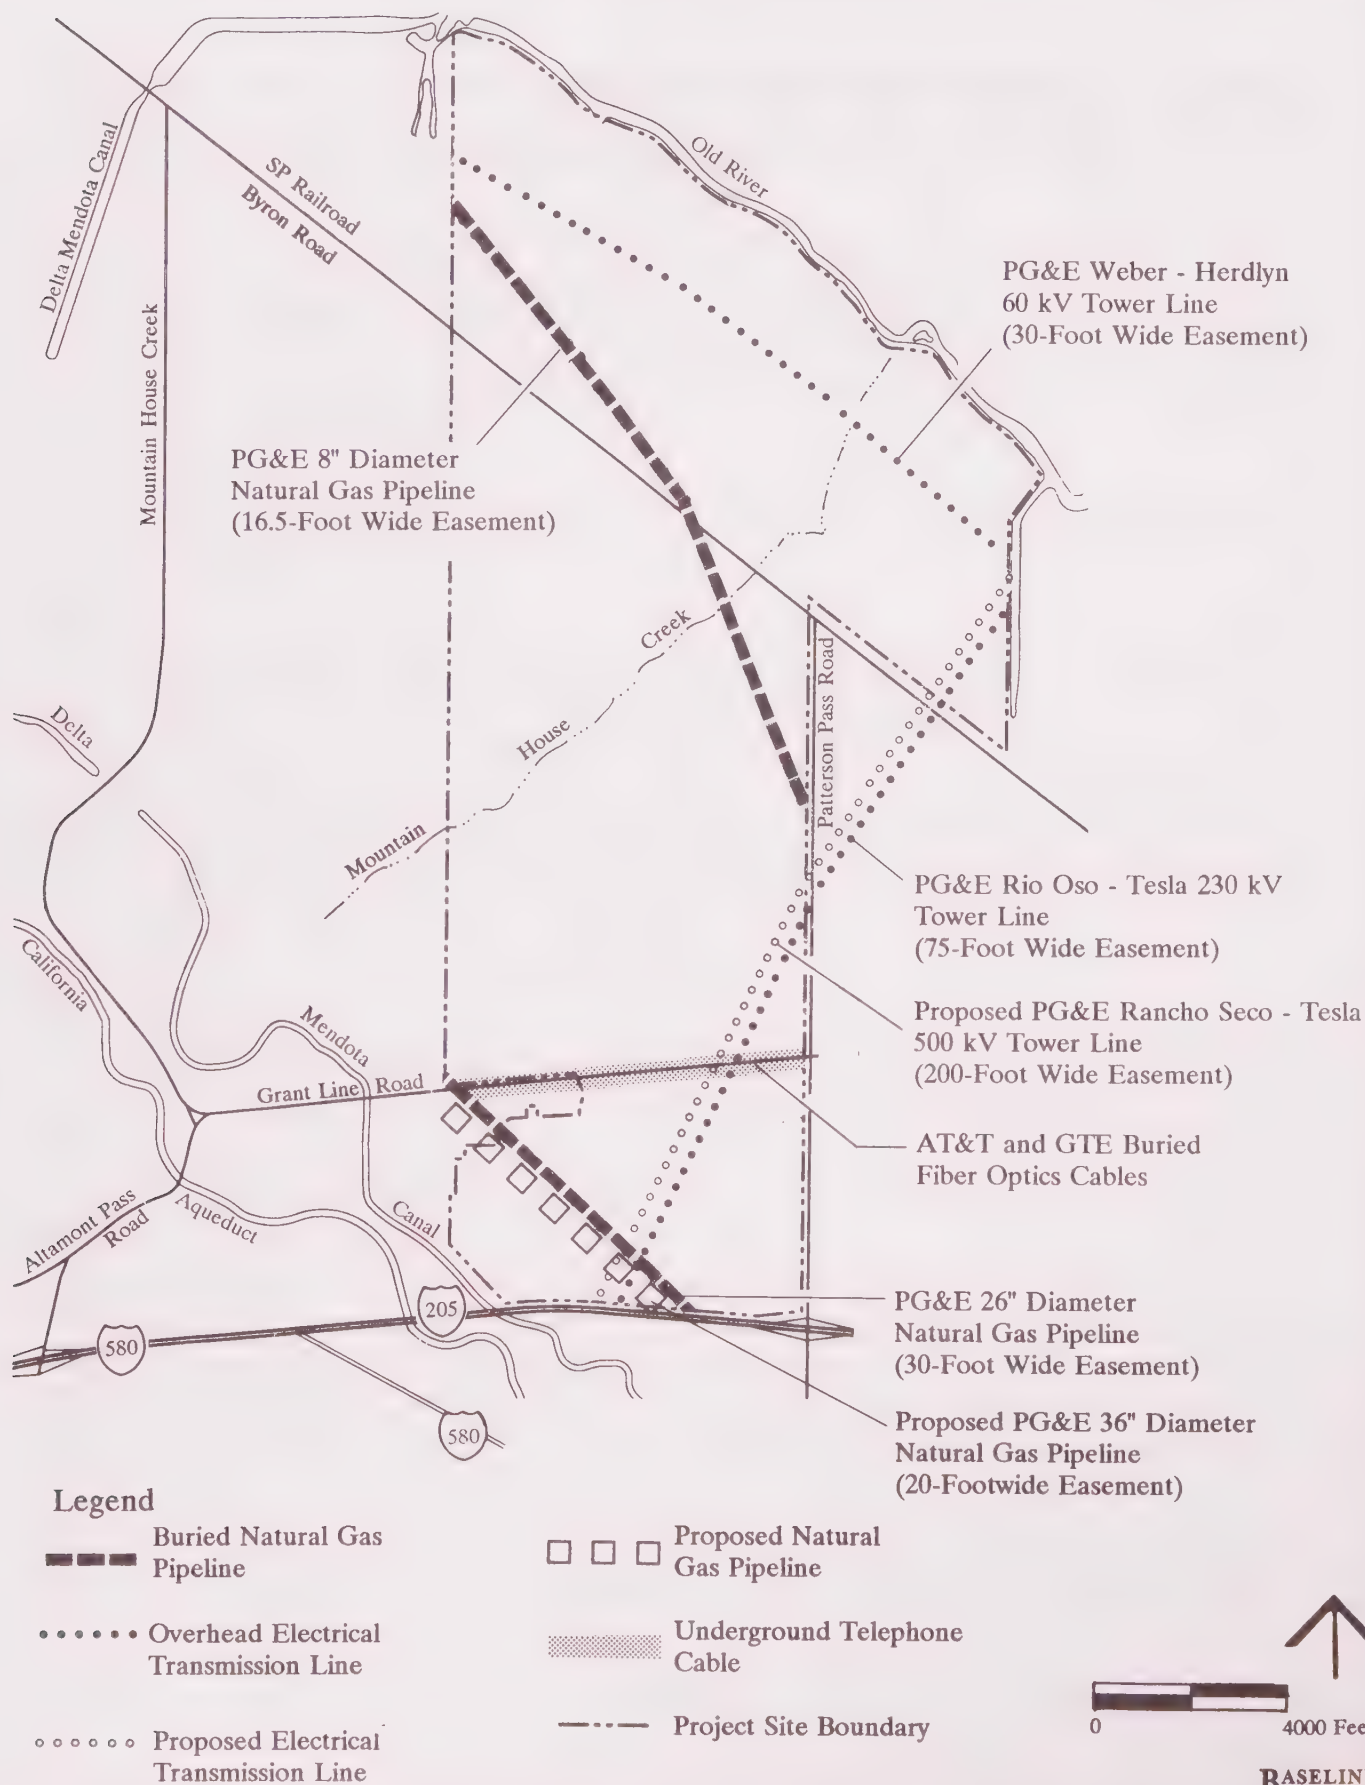 Delta Mendota Canal
SP Railroad
Byron Road
Old River
Mountain House Creek
PG&E Weber - Herdlyn
60 kV Tower Line
(30-Foot Wide Easement)
PG&E 8" Diameter
Natural Gas Pipeline
(16.5-Foot Wide Easement)
Creek
House
Mountain
Patterson Pass Road
Delta
California
PG&E Rio Oso - Tesla 230 kV
Tower Line
(75-Foot Wide Easement)
Proposed PG&E Rancho Seco - Tesla
500 kV Tower Line
(200-Foot Wide Easement)
Mendota
Grant Line Road
AT&T and GTE Buried
Fiber Optics Cables
Altamont Pass
Road
Aqueduct
Canal
205
580
580
PG&E 26" Diameter
Natural Gas Pipeline
(30-Foot Wide Easement)
Proposed PG&E 36" Diameter
Natural Gas Pipeline
(20-Footwide Easement)
Legend
Buried Natural Gas
Pipeline
Overhead Electrical
Transmission Line
Proposed Electrical
Transmission Line
Proposed Natural
Gas Pipeline
Underground Telephone
Cable
Project Site Boundary
0
4000 Fee
BASELIN